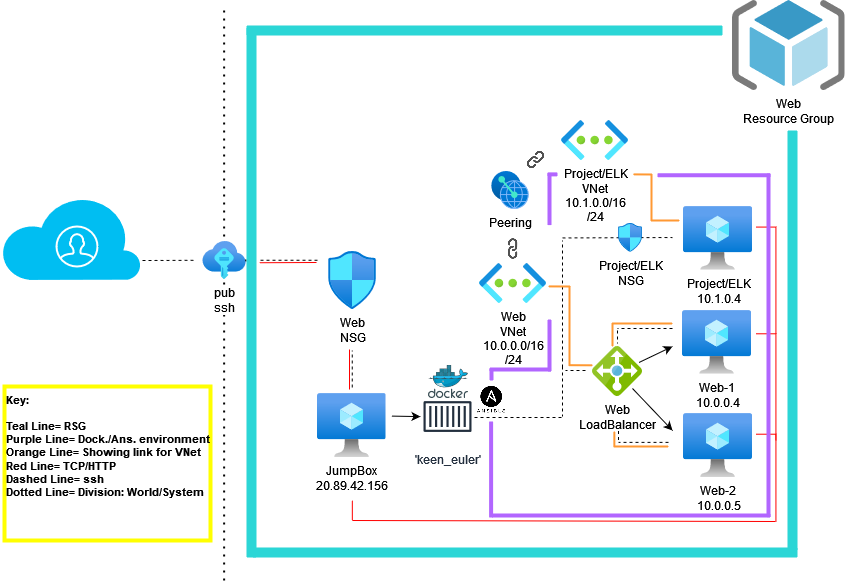 Web
Resource Group
Project/ELK
VNet
10.1.0.0/16
/24
Peering
Project/ELK
NSG
Project/ELK
10.1.0.4
pub
ssh
Web
NSG
Web
VNet
10.0.0.0/16
/24
docker
ANSIBLE
Web-1
10.0.0.4
Web
LoadBalancer
'keen_euler'
JumpBox
20.89.42.156
Web-2
10.0.0.5
Key:
Teal Line= RSG
Purple Line= Dock./Ans. environment
Orange Line= Showing link for VNet
Red Line= TCP/HTTP
Dashed Line= ssh
Dotted Line= Division: World/System